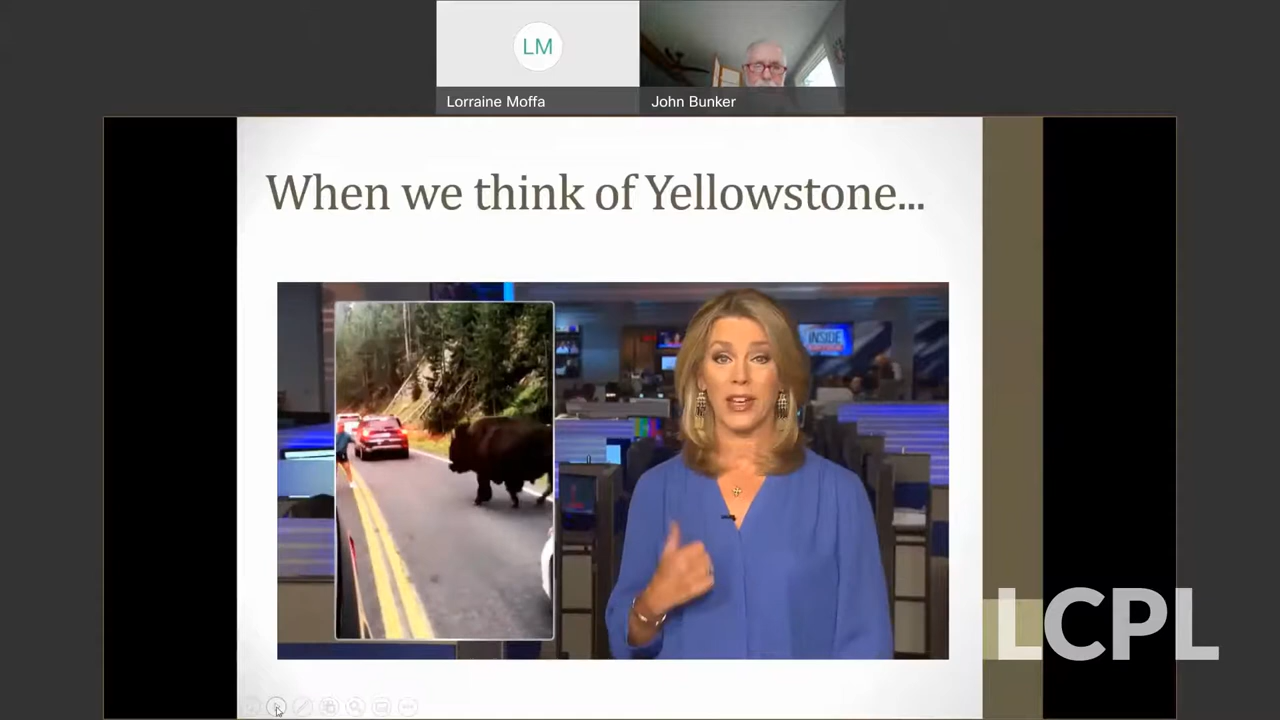 LM
Lorraine Moffa
John Bunker
When we think of Yellowstone...
INSIDE
LCPL